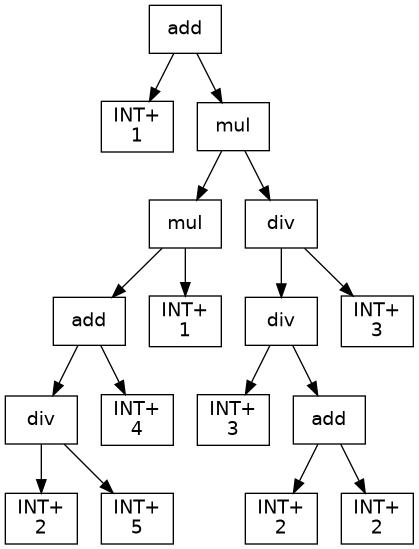 add
INT+
1
mul
mul
div
add
INT+
1
div
INT+
3
div
INT+
4
INT+
3
add
INT+
2
INT+
5
INT+
2
INT+
2